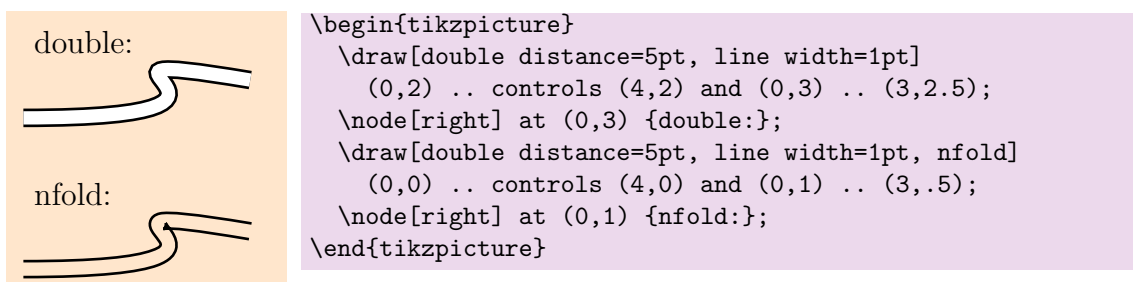 double:
nfold:
\begin{tikzpicture}
  \draw[double distance=5pt, line width=1pt]
    (0,2) .. controls (4,2) and (0,3) .. (3,2.5);
  \node[right] at (0,3) {double:};
  \draw[double distance=5pt, line width=1pt, nfold]
    (0,0) .. controls (4,0) and (0,1) .. (3,.5);
  \node[right] at (0,1) {nfold:};
\end{tikzpicture}